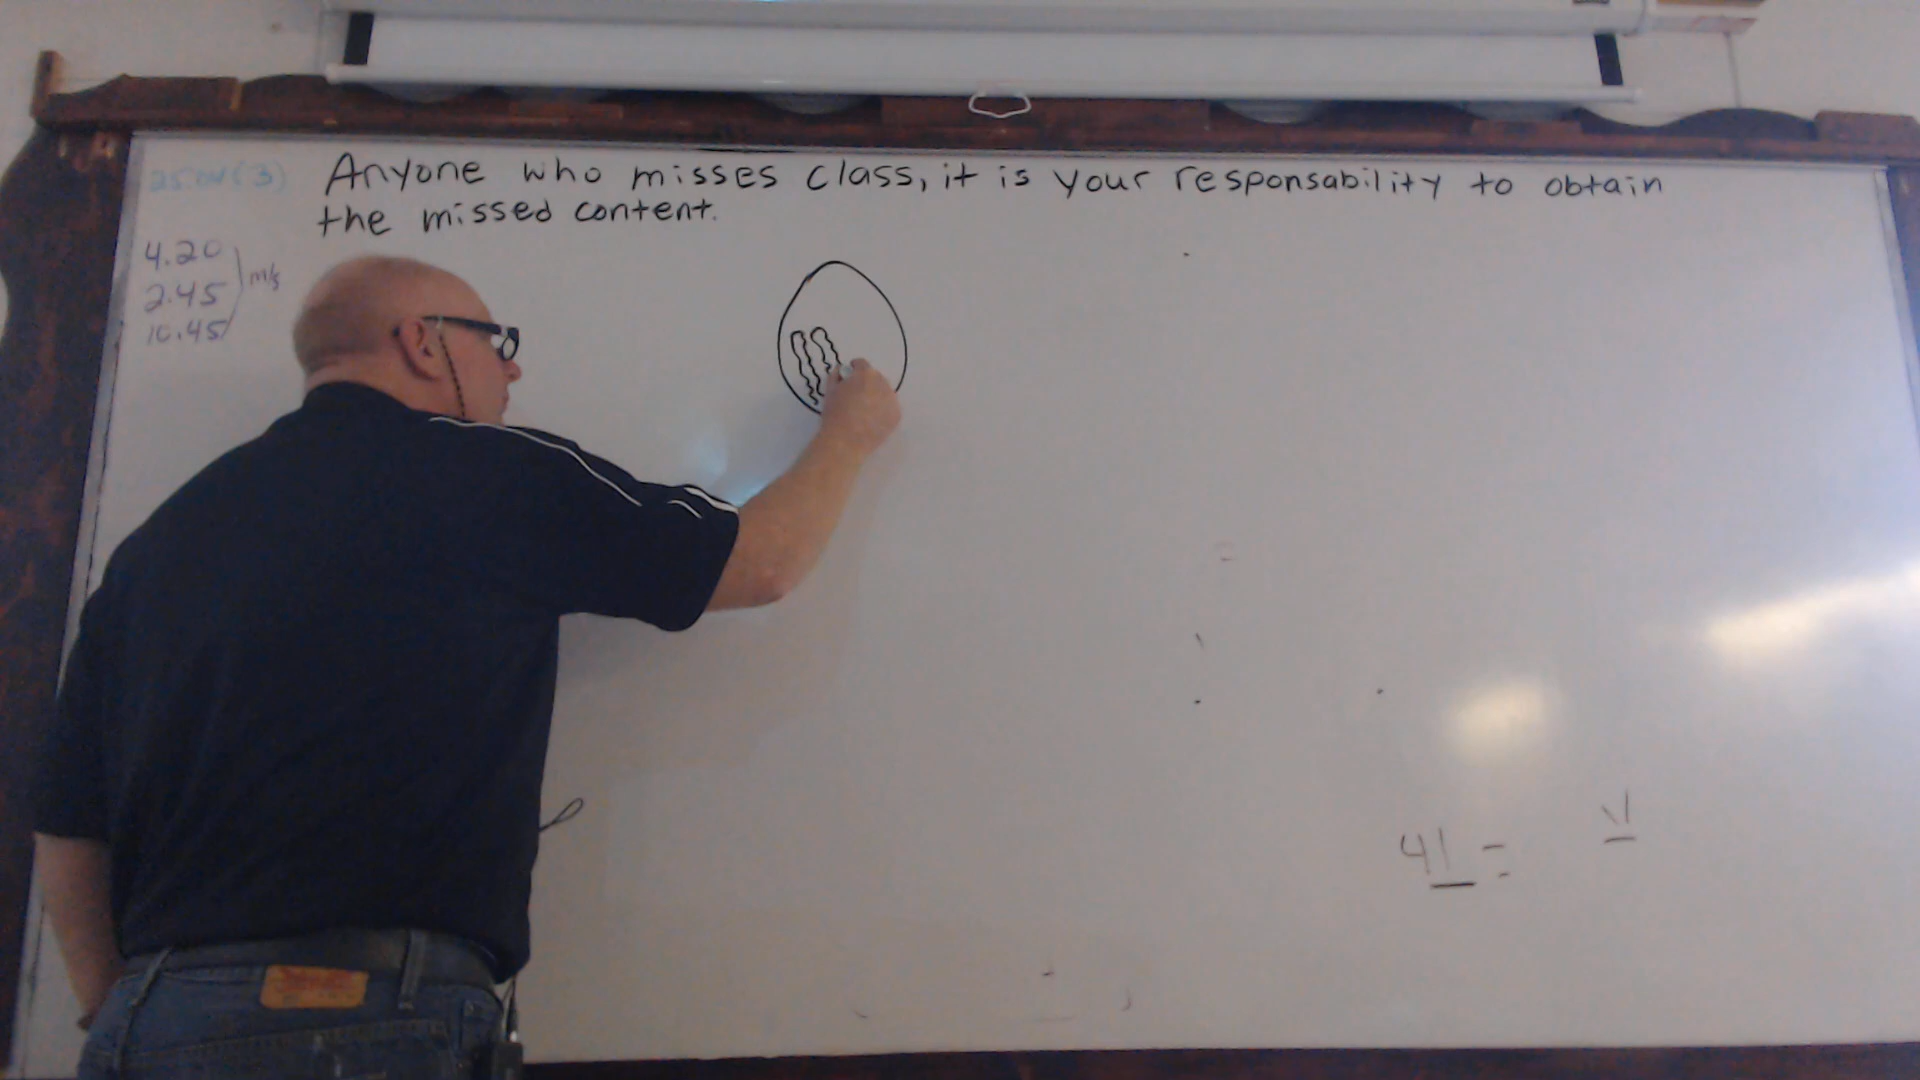 Anyone who misses class, it is your responsability to obtain
the missed content.
4.20
2.45
10.45
m/s
41 =